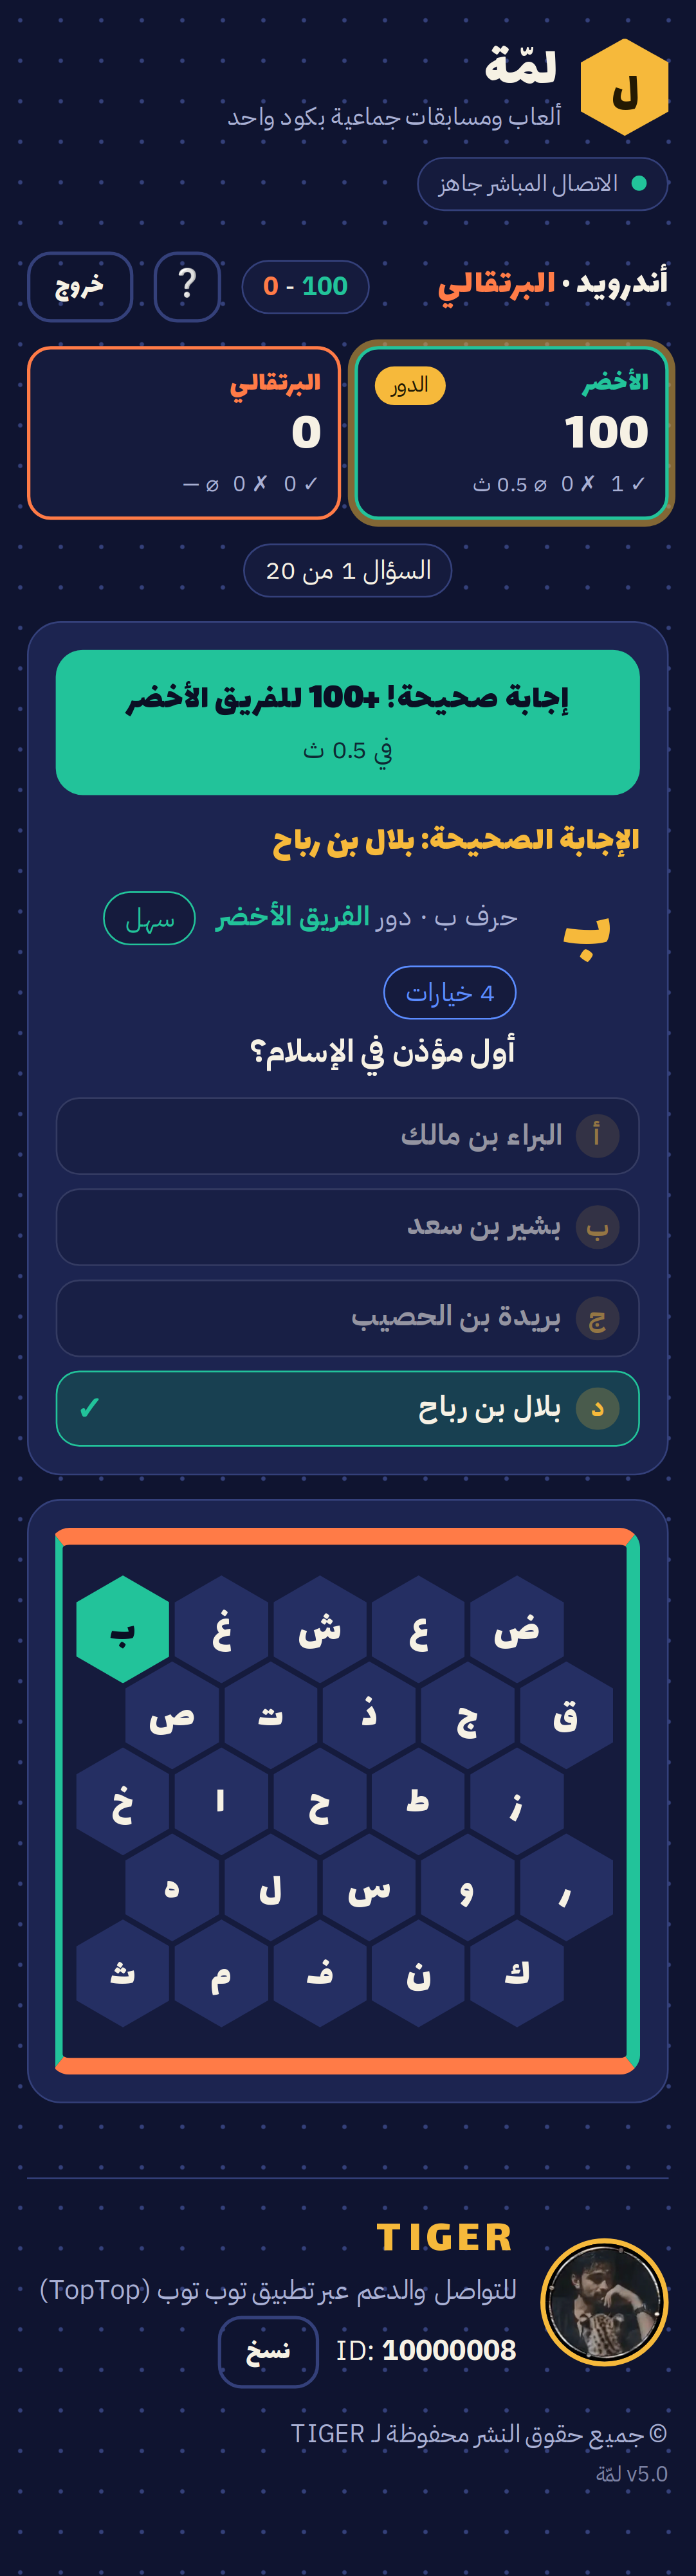 ل
لمّة
ألعاب ومسابقات جماعية بكود واحد
الاتصال المباشر جاهز
أندرويد · البرتقالي
100 - 0
?
خروج
الأخضر
الدور
100
✓ 1 ✗ 0 ⌀ 0.5 ث
البرتقالي
0
✓ 0 ✗ 0 ⌀ —
السؤال 1 من 20
إجابة صحيحة! +100 للفريق الأخضر
في 0.5 ث
الإجابة الصحيحة: بلال بن رباح
ب
حرف ب · دور الفريق الأخضر
سهل
4 خيارات
أول مؤذن في الإسلام؟
أ البراء بن مالك
ب بشير بن سعد
ج بريدة بن الحصيب
د بلال بن رباح ✓
ض ع ش غ ب
ق ج ذ ت ص
ز ط ح ا خ
ر و س ل ه
ك ن ف م ث
TIGER
للتواصل والدعم عبر تطبيق توب توب (TopTop)
ID: 10000008
نسخ
© جميع حقوق النشر محفوظة لـ TIGER
لمّة v5.0